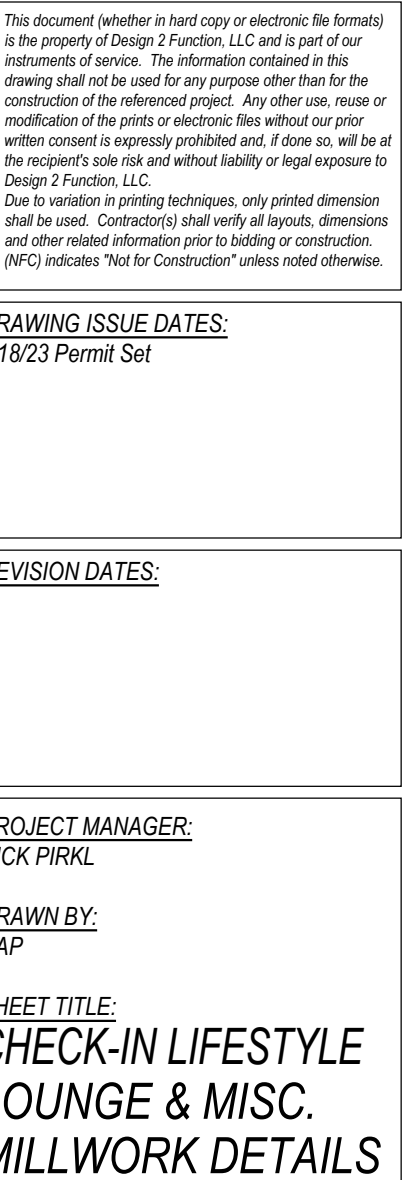 This document (whether in hard copy or electronic file formats)
is the property of Design 2 Function, LLC and is part of our
instruments of service. The information contained in this
drawing shall not be used for any purpose other than for the
construction of the referenced project. Any other use, reuse or
modification of the prints or electronic files without our prior
written consent is expressly prohibited and, if done so, will be at
the recipient's sole risk and without liability or legal exposure to
Design 2 Function, LLC.
Due to variation in printing techniques, only printed dimension
shall be used. Contractor(s) shall verify all layouts, dimensions
and other related information prior to bidding or construction.
(NFC) indicates "Not for Construction" unless noted otherwise.
RAWING ISSUE DATES:
18/23 Permit Set
EVISION DATES:
ROJECT MANAGER:
ICK PIRKL
RAWN BY:
AP
HEET TITLE:
CHECK-IN LIFESTYLE
OUNGE & MISC.
MILLWORK DETAILS